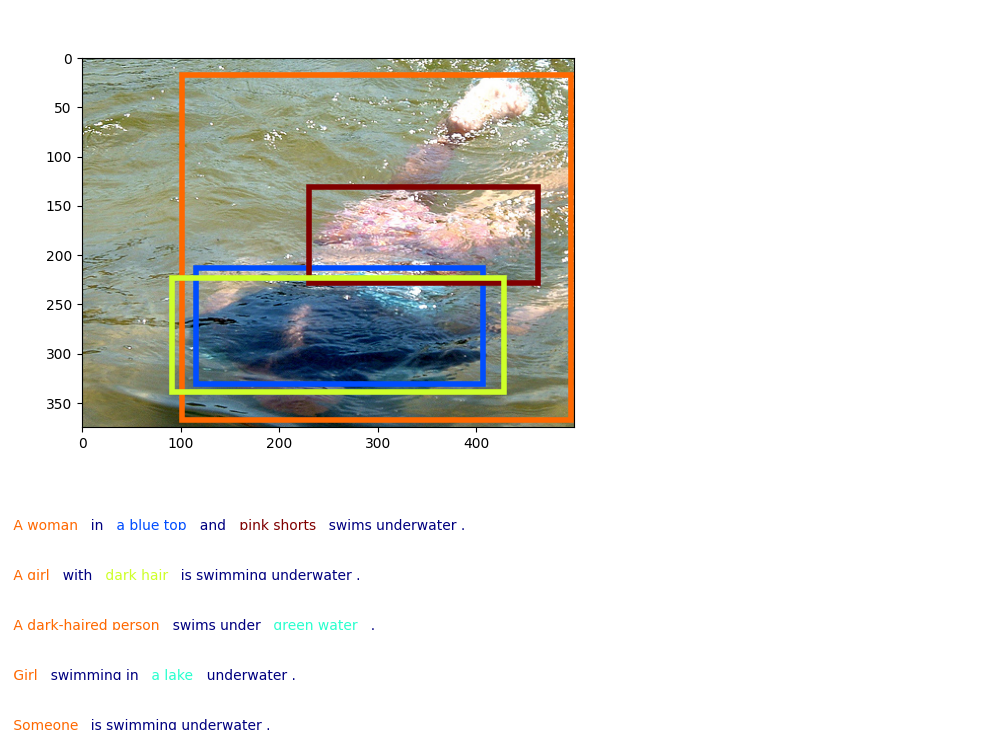 0
50
100
150
200
250
300
350
0 100 200 300 400
A woman in a blue top and pink shorts swims underwater .
A girl with dark hair is swimming underwater .
A dark-haired person swims under green water .
Girl swimming in a lake underwater .
Someone is swimming underwater .